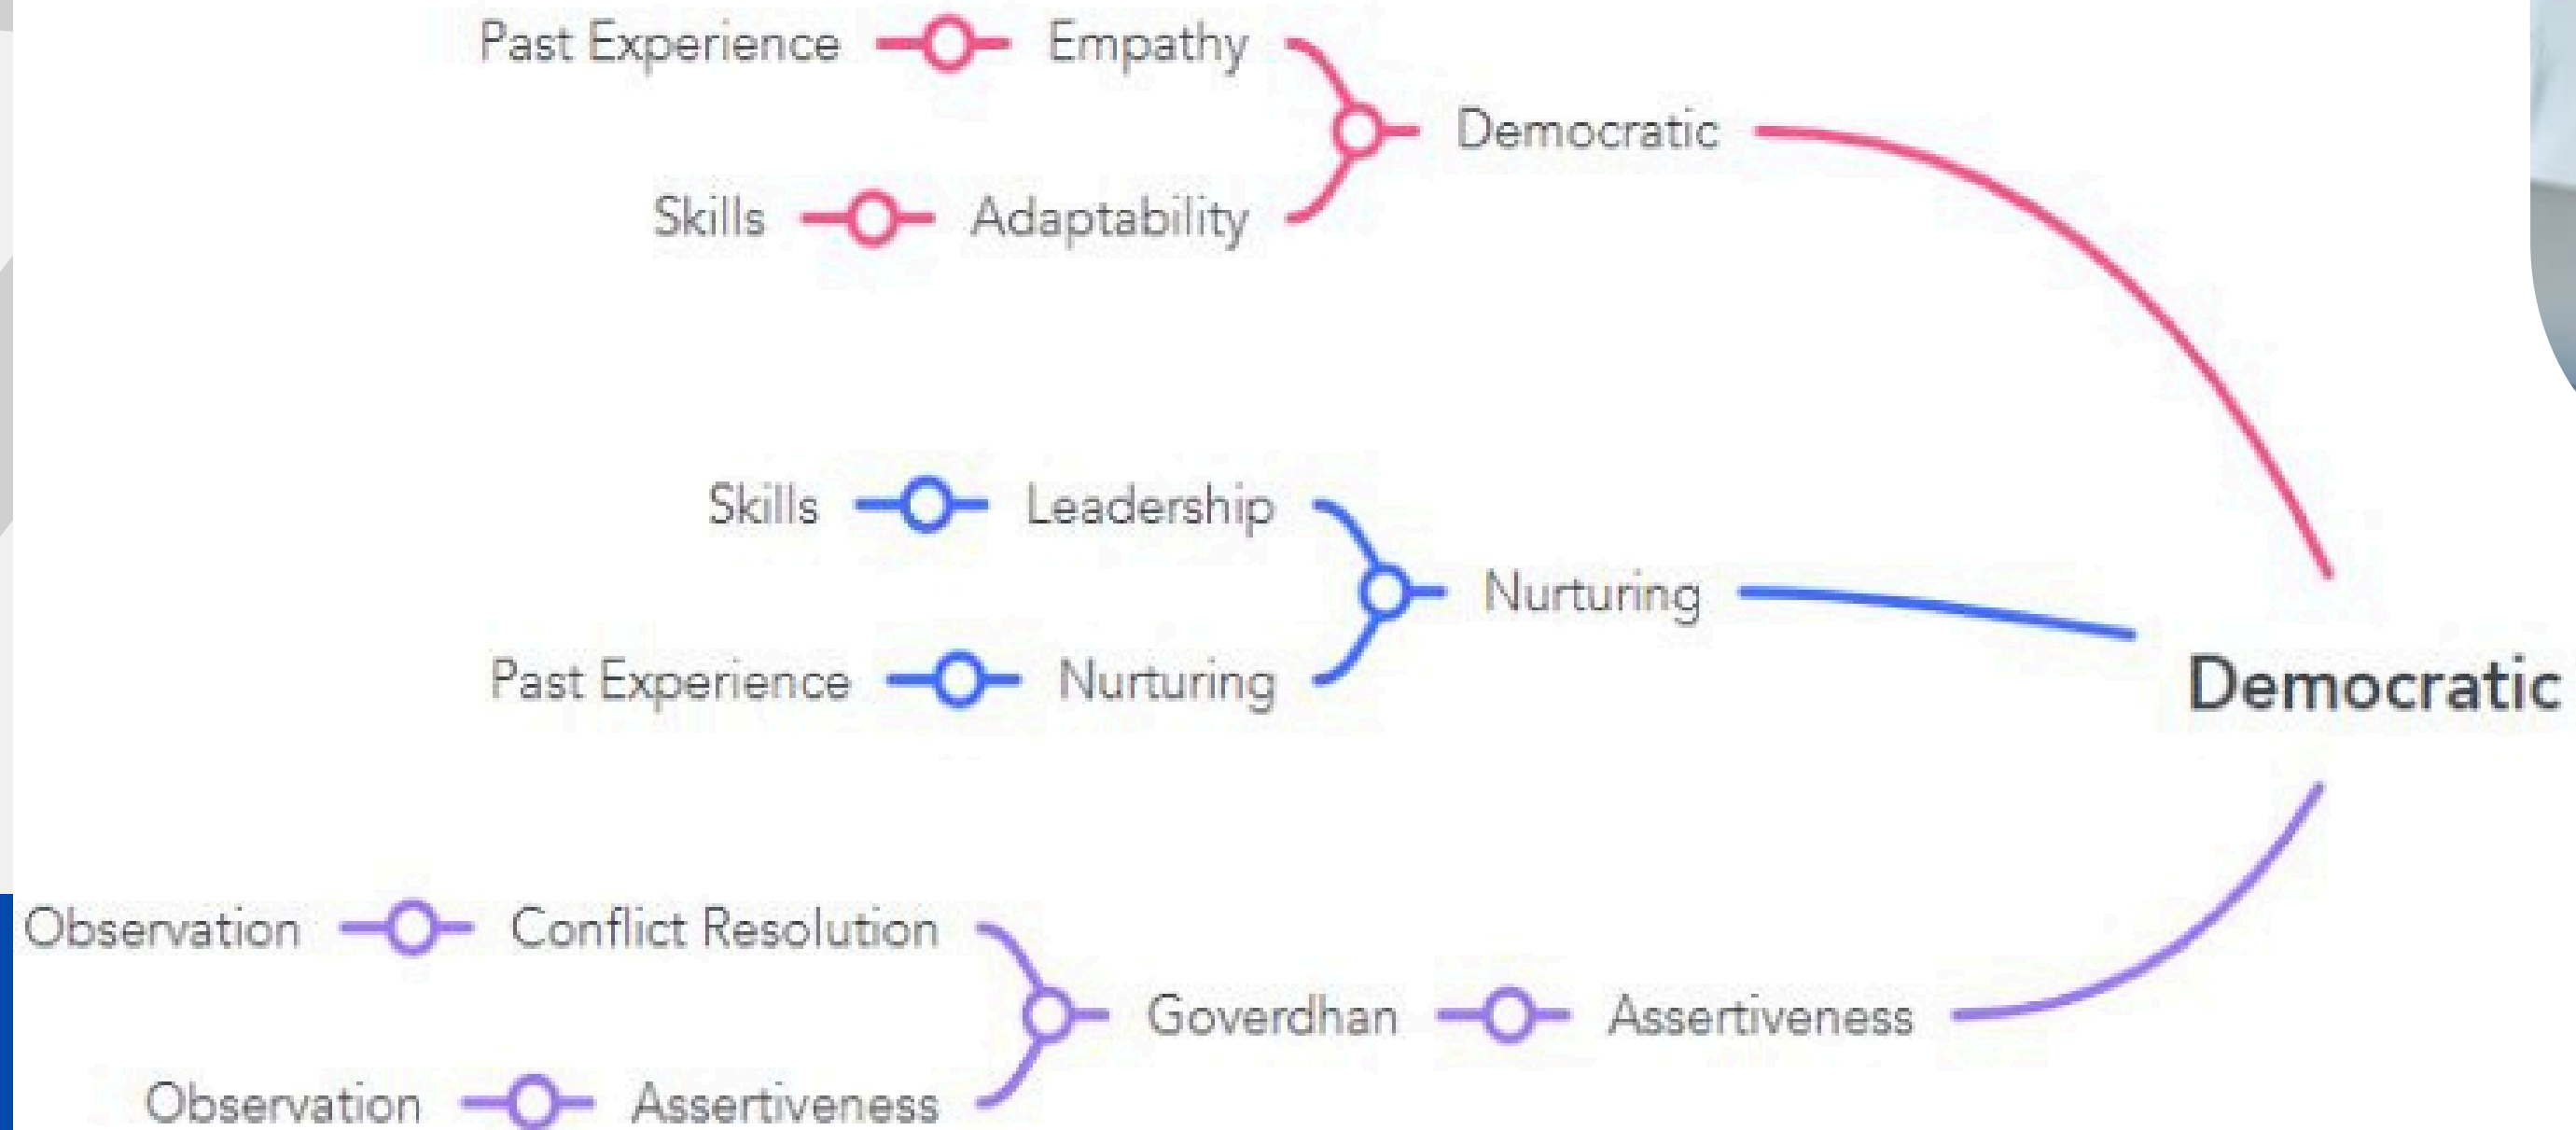 Past Experience
Empathy
Democratic
Skills
Adaptability
Skills
Leadership
Nurturing
Past Experience
Nurturing
Democratic
Observation
Conflict Resolution
Goverdhan
Assertiveness
Observation
Assertiveness